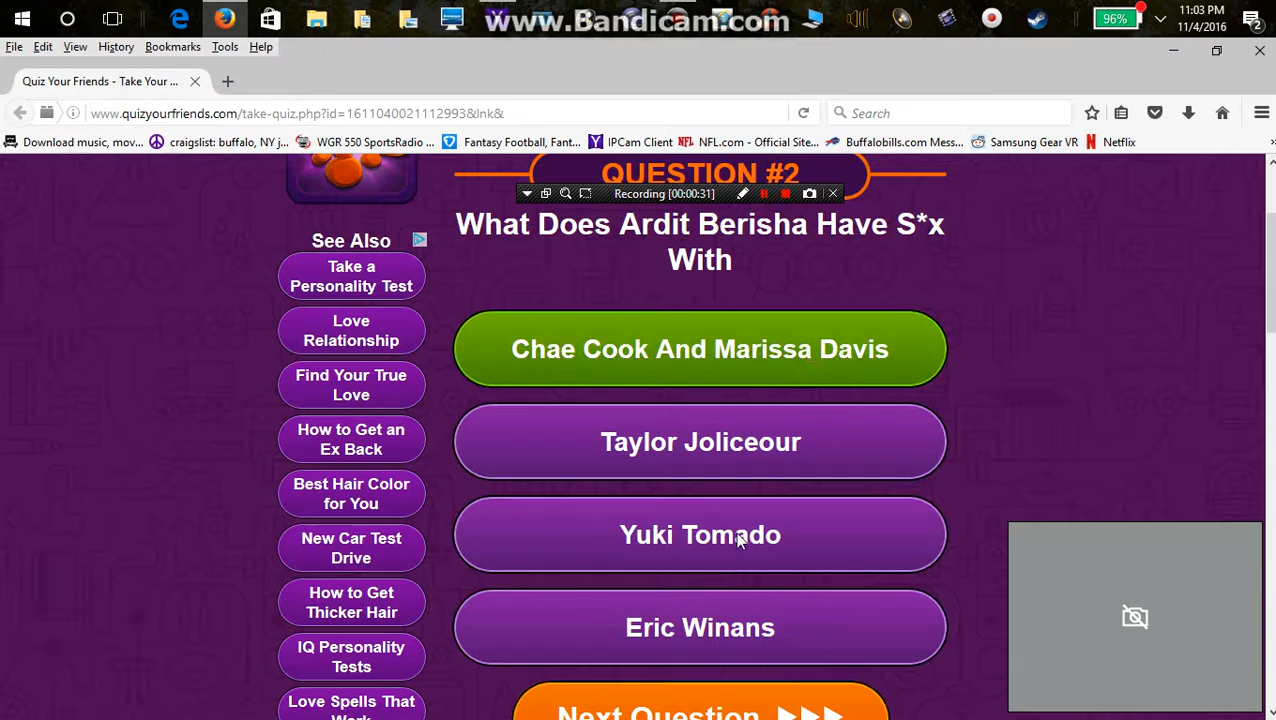 www.Bandicam.com
96%
11:03 PM
11/4/2016
2
File Edit View History Bookmarks Tools Help
Quiz Your Friends - Take Your ...
www.quizyourfriends.com/take-quiz.php?id=1611040021112993&lnk&
Search
Download music, mov... craigslist: buffalo, NY j... WGR 550 SportsRadio ... Fantasy Football, Fant... IPCam Client NFL.com - Official Site... Buffalobills.com Mess... Samsung Gear VR Netflix
QUESTION #2
Recording [00:00:31]
What Does Ardit Berisha Have S*x
With
See Also
Take a
Personality Test
Love
Relationship
Find Your True
Love
How to Get an
Ex Back
Best Hair Color
for You
New Car Test
Drive
How to Get
Thicker Hair
IQ Personality
Tests
Love Spells That
Work
Chae Cook And Marissa Davis
Taylor Joliceour
Yuki Tomado
Eric Winans
Next Question